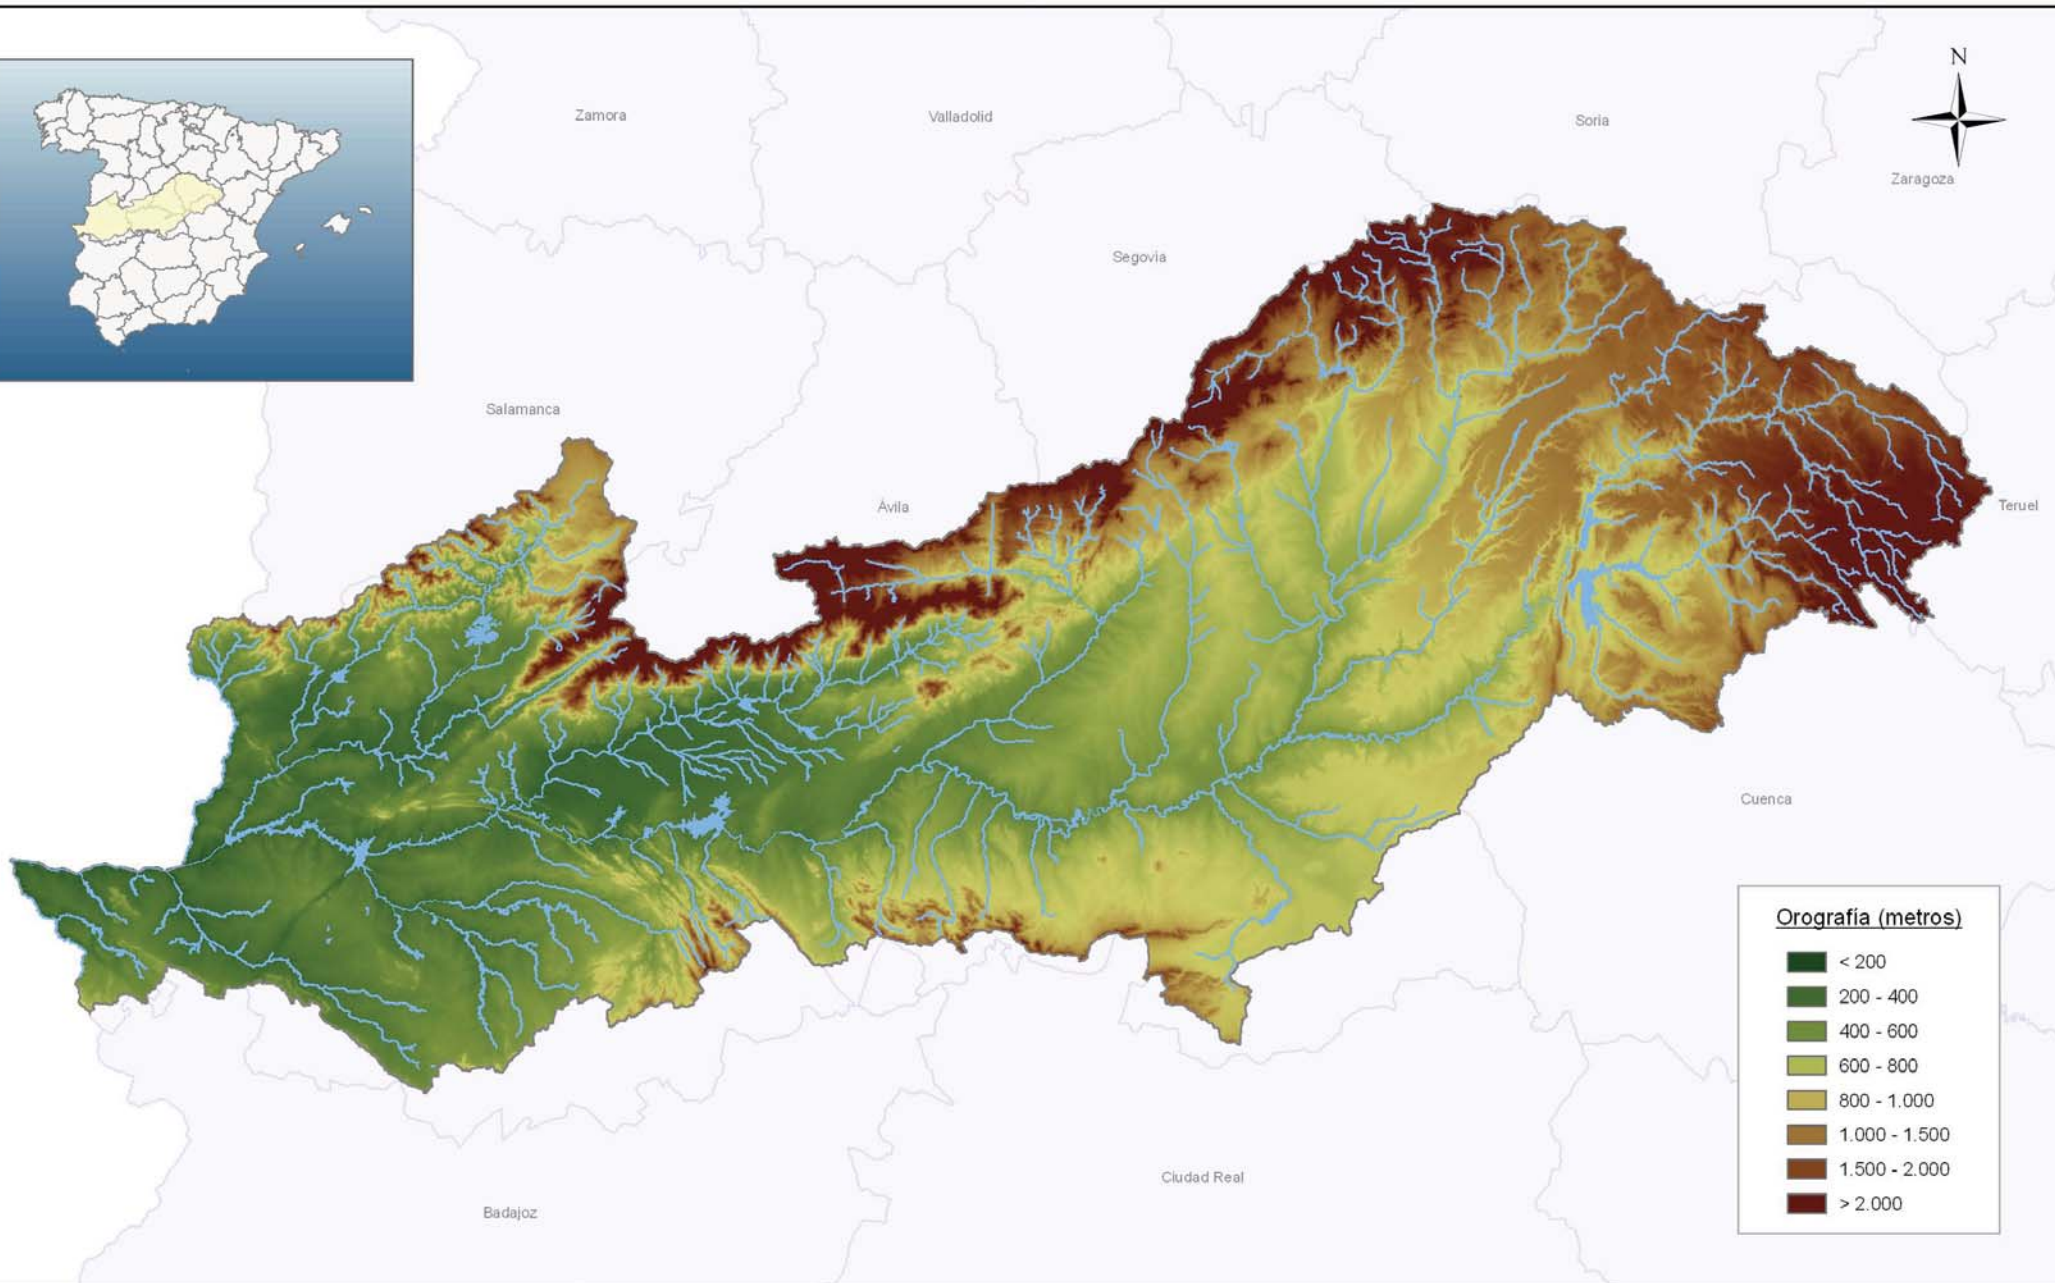 N
Zamora
Valladolid
Soria
Zaragoza
Segovia
Salamanca
Ávila
Teruel
Cuenca
Ciudad Real
Badajoz
Orografía (metros)
< 200
200 - 400
400 - 600
600 - 800
800 - 1.000
1.000 - 1.500
1.500 - 2.000
> 2.000